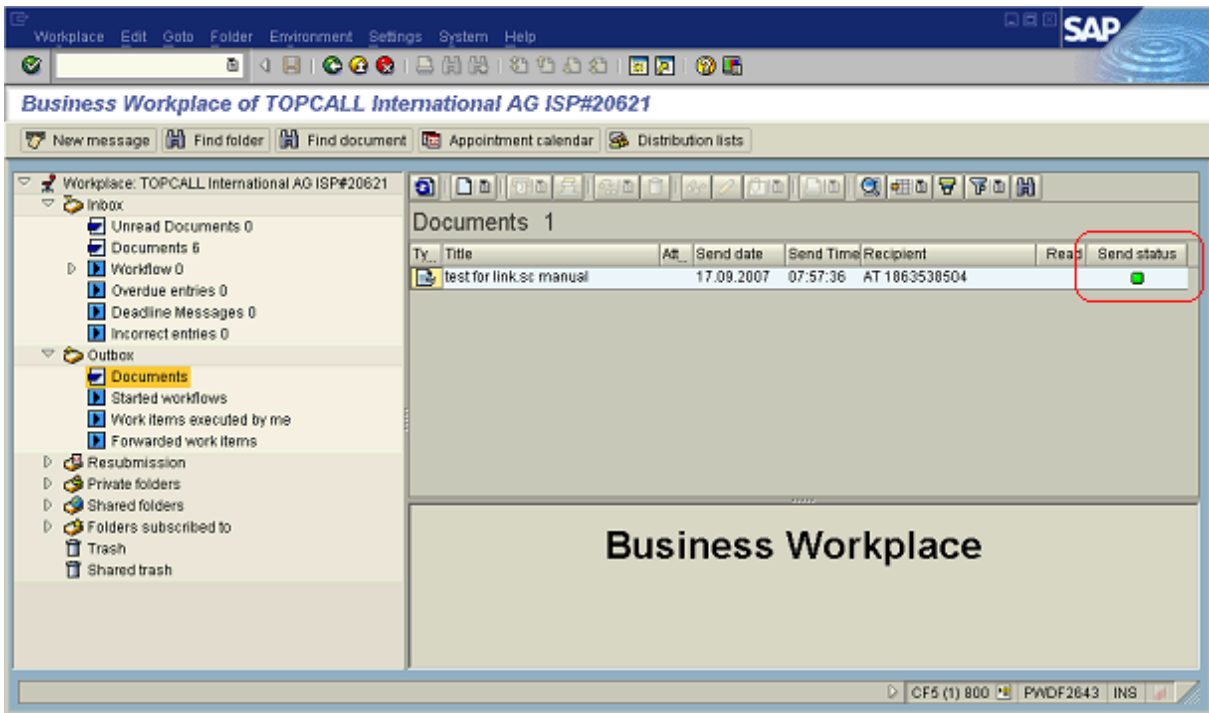 Workplace Edit Goto Folder Environment Settings System Help
SAP
Business Workplace of TOPCALL International AG ISP#20621
New message Find folder Find document Appointment calendar Distribution lists
Workplace: TOPCALL International AG ISP#20621
Inbox
Unread Documents 0
Documents 6
Workflow 0
Overdue entries 0
Deadline Messages 0
Incorrect entries 0
Outbox
Documents
Started workflows
Work items executed by me
Forwarded work items
Resubmission
Private folders
Shared folders
Folders subscribed to
Trash
Shared trash
Documents 1
Ty... Title Att... Send date Send Time Recipient Read Send status
test for link.sc manual 17.09.2007 07:57:36 AT 1863538504
Business Workplace
CF5 (1) 800 PWDF2643 INS